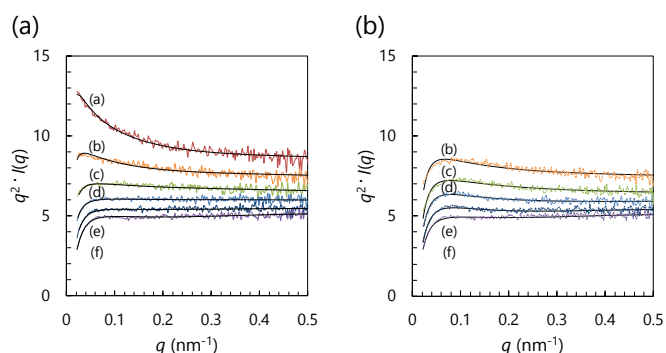 (a)
(b)
15
10
5
0
q² · I(q)
(a)
(b)
(c)
(d)
(e)
(f)
0 0.1 0.2 0.3 0.4 0.5
q (nm⁻¹)
15
10
5
0
q² · I(q)
(b)
(c)
(d)
(e)
(f)
0 0.1 0.2 0.3 0.4 0.5
q (nm⁻¹)